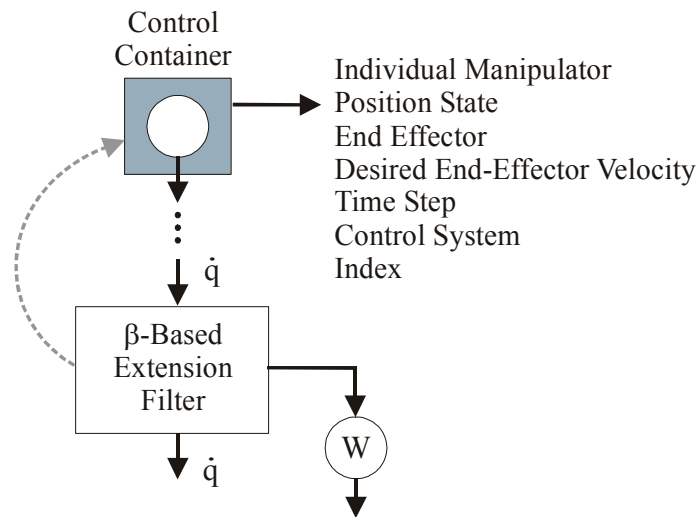 Control
Container
Individual Manipulator
Position State
End Effector
Desired End-Effector Velocity
Time Step
Control System
Index
q̇
β-Based
Extension
Filter
W
q̇